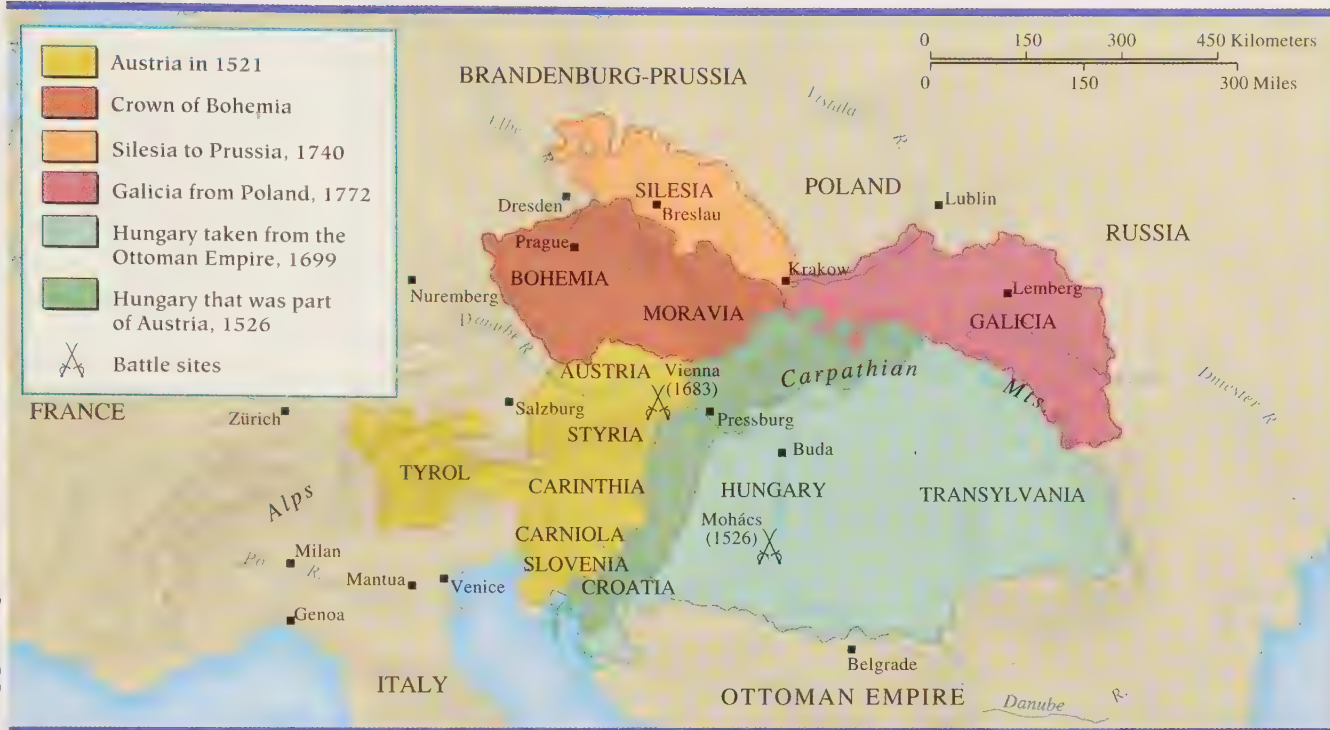 Austria in 1521
Crown of Bohemia
Silesia to Prussia, 1740
Galicia from Poland, 1772
Hungary taken from the
Ottoman Empire, 1699
Hungary that was part
of Austria, 1526
Battle sites
0 150 300 450 Kilometers
0 150 300 Miles
BRANDENBURG-PRUSSIA
Vistula
R.
Elbe
R.
POLAND
Lublin
SILESIA
Dresden
Breslau
RUSSIA
Prague
BOHEMIA
Krakow
Nuremberg
Lemberg
MORAVIA
GALICIA
Danube R.
AUSTRIA
Vienna
(1683)
Carpathian
Mts.
Dniester R.
FRANCE
Zürich
Salzburg
Pressburg
STYRIA
Buda
TYROL
CARINTHIA
HUNGARY
TRANSYLVANIA
Alps
Mohács
(1526)
CARNIOLA
Milan
Po R.
SLOVENIA
Mantua
Venice
CROATIA
Genoa
Belgrade
ITALY
OTTOMAN EMPIRE
Danube R.